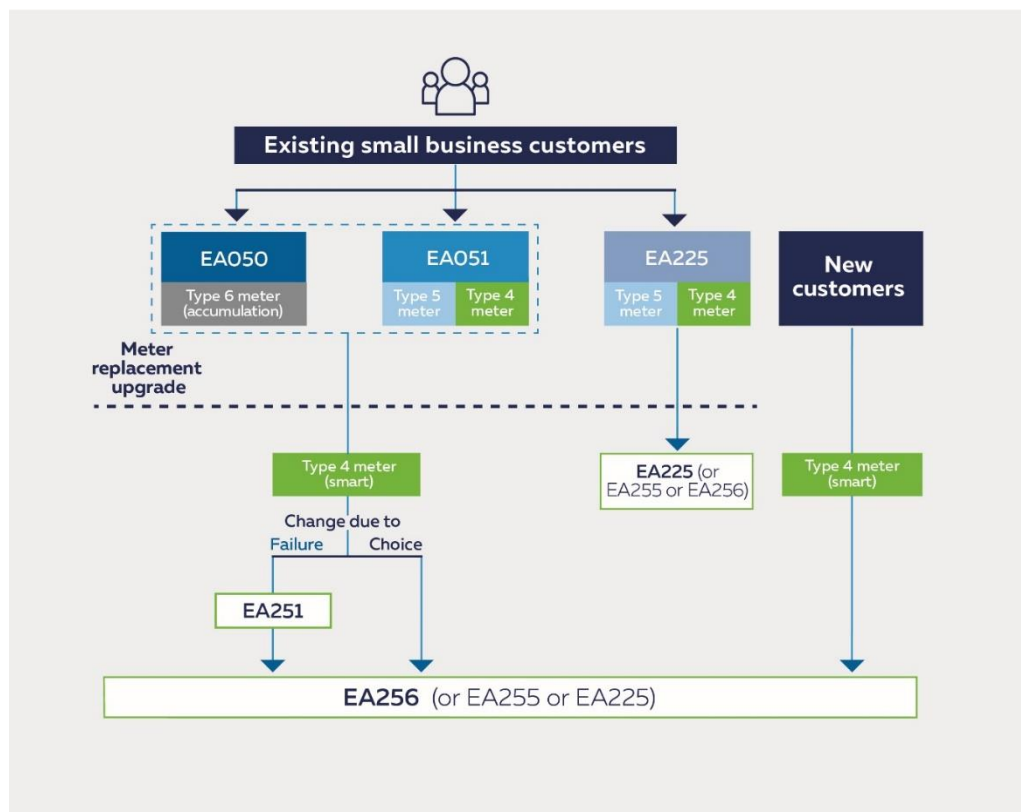 Existing small business customers
EA050
EA051
EA225
New
customers
Type 6 meter
(accumulation)
Type 5
meter
Type 4
meter
Type 5
meter
Type 4
meter
Meter
replacement
upgrade
Type 4 meter
(smart)
EA225 (or
EA255 or EA256)
Type 4 meter
(smart)
Change due to
Failure
Choice
EA251
EA256 (or EA255 or EA225)